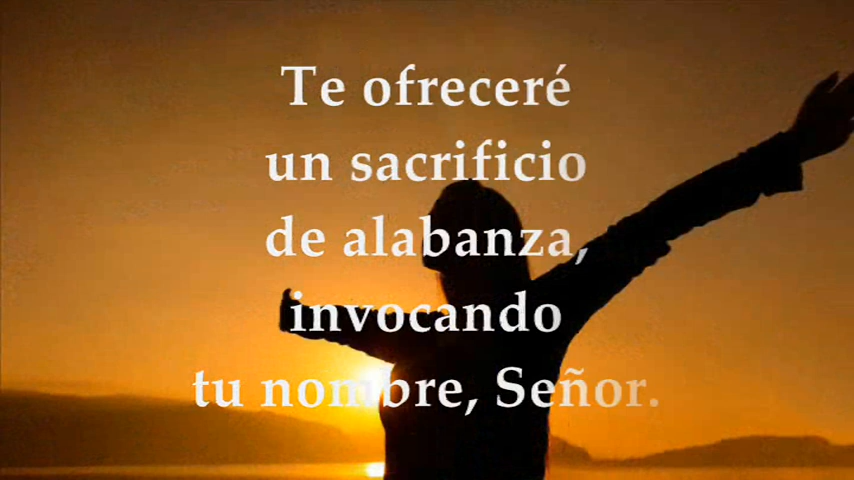 Te ofreceré
un sacrificio
de alabanza,
invocando
tu nombre, Señor.